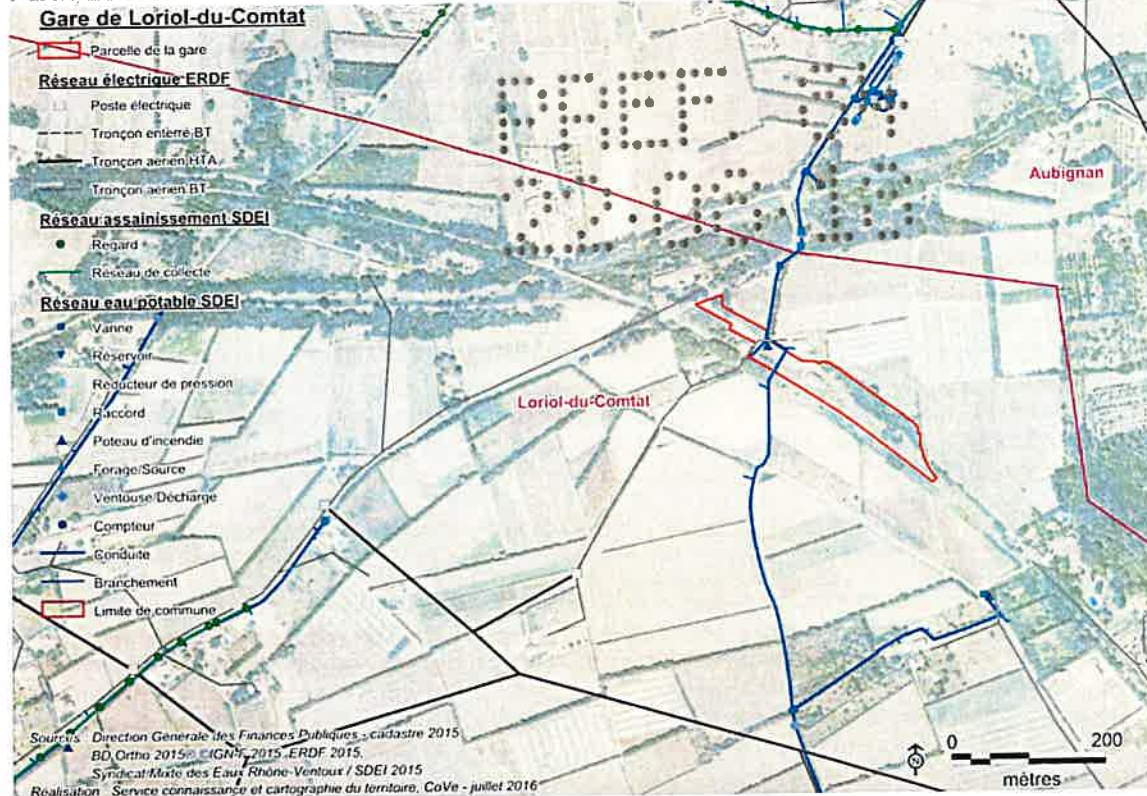 Gare de Loriol-du-Comtat
Parcelle de la gare
Réseau électrique ERDF
Poste électrique
Tronçon enterré BT
Tronçon aérien HTA
Tronçon aérien BT
Réseau assainissement SDEI
Regard
Réseau de collecte
Réseau eau potable SDEI
Vanne
Réservoir
Réducteur de pression
Raccord
Poteau d'incendie
Forage/Source
Ventouse/Décharge
Compteur
Conduite
Branchement
Limite de commune
Aubignan
Loriol-du-Comtat
PREF 84
Sources Direction Générale des Finances Publiques - cadastre 2015
BD Ortho 2015 © IGN-F 2015, ERDF 2015,
Syndicat Mixte des Eaux Rhône-Ventoux / SDEI 2015
Réalisation Service connaissance et cartographie du territoire, CoVe - juillet 2016
0 200
mètres
N